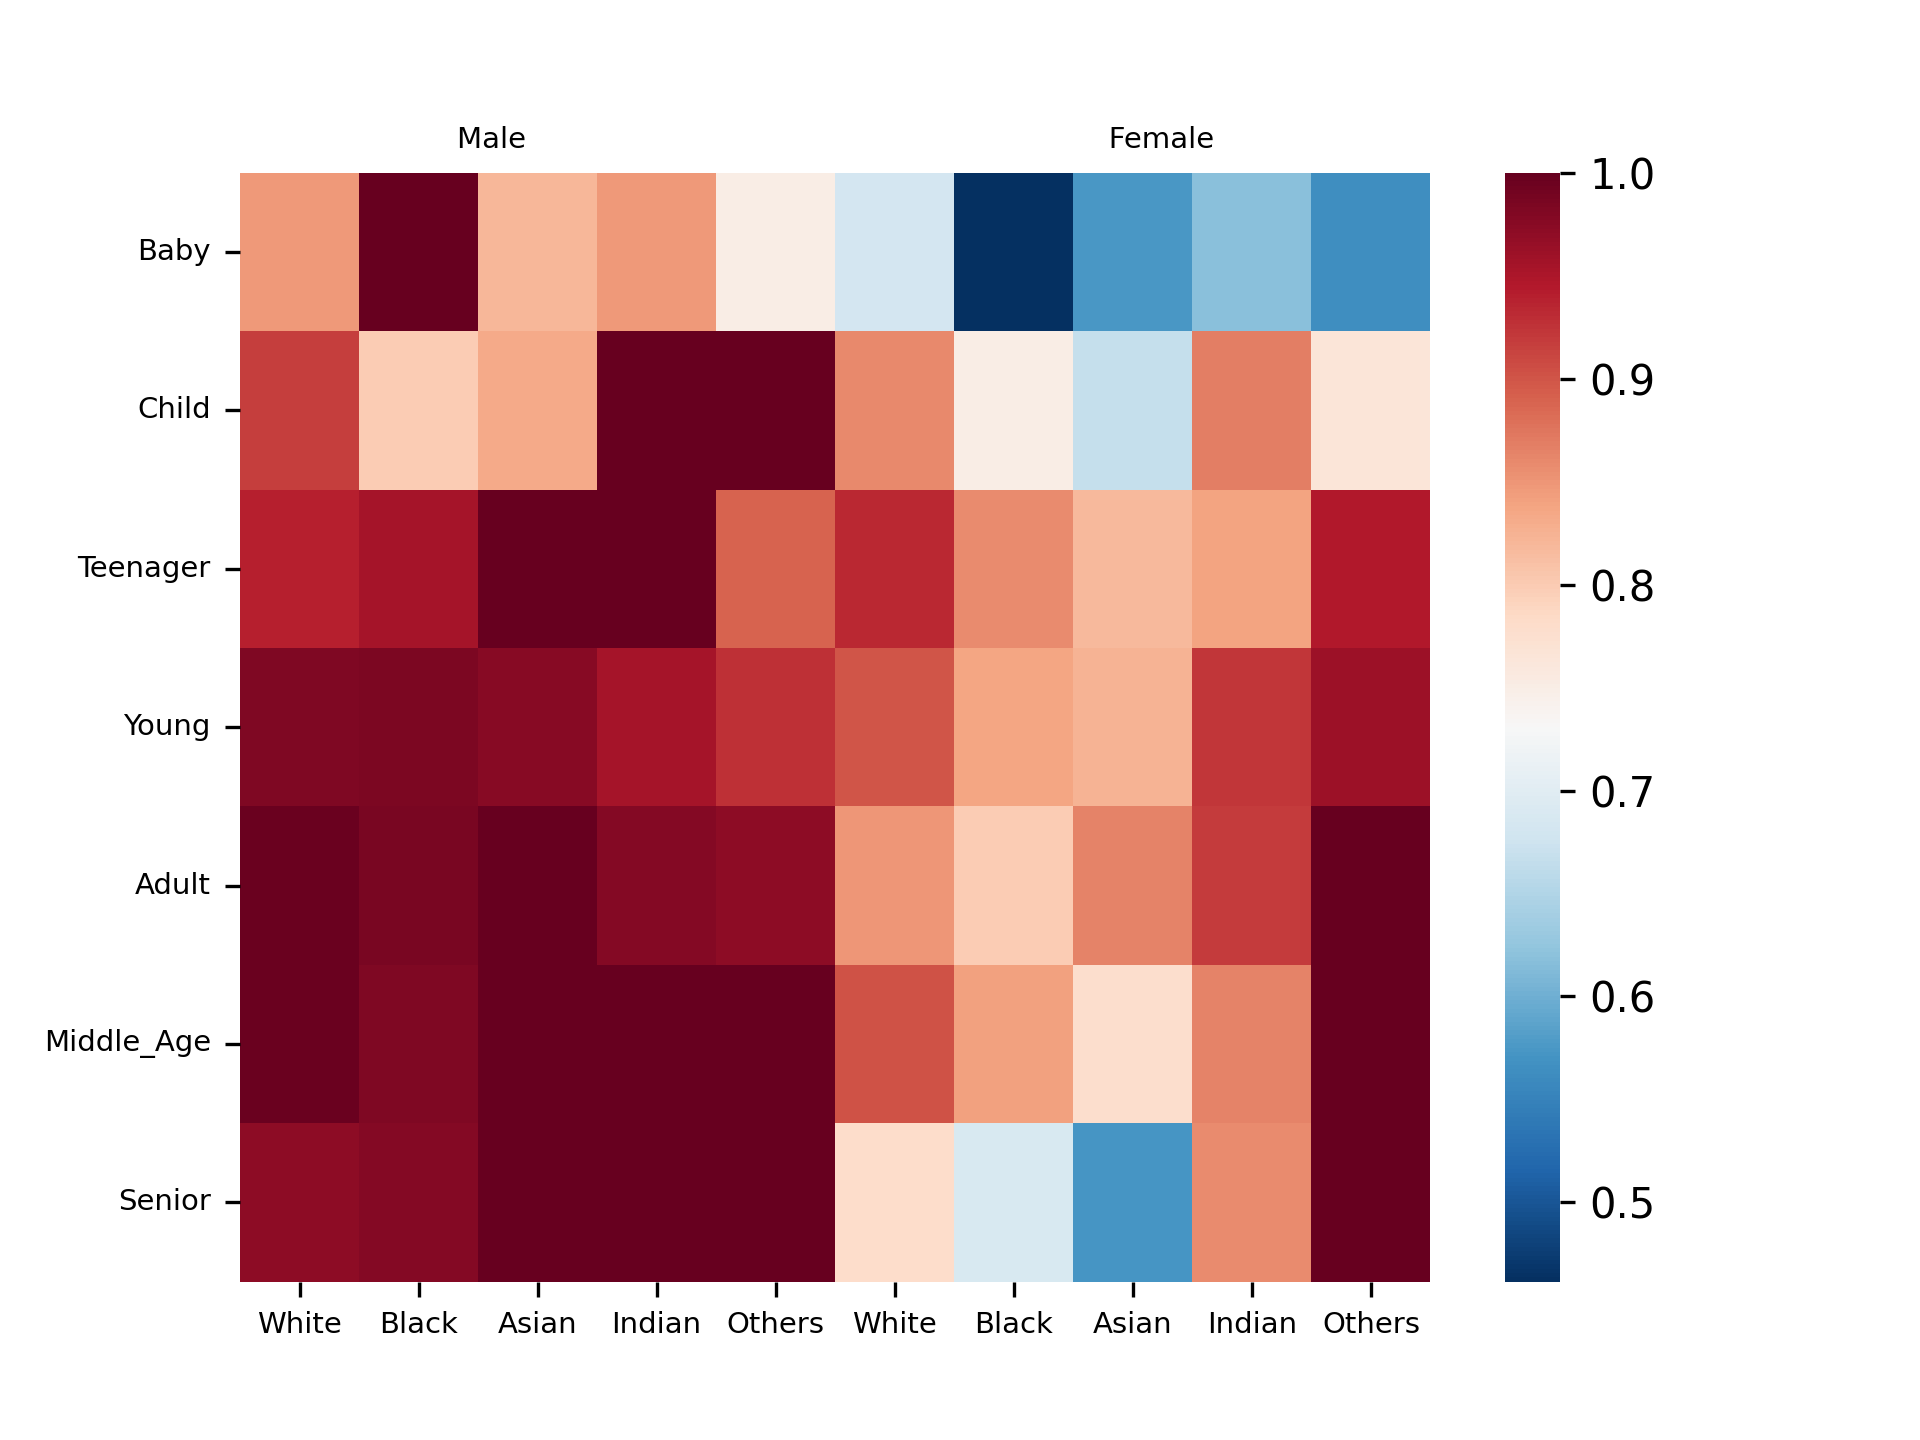 Male Female
Baby
Child
Teenager
Young
Adult
Middle_Age
Senior
White Black Asian Indian Others White Black Asian Indian Others
1.0
0.9
0.8
0.7
0.6
0.5